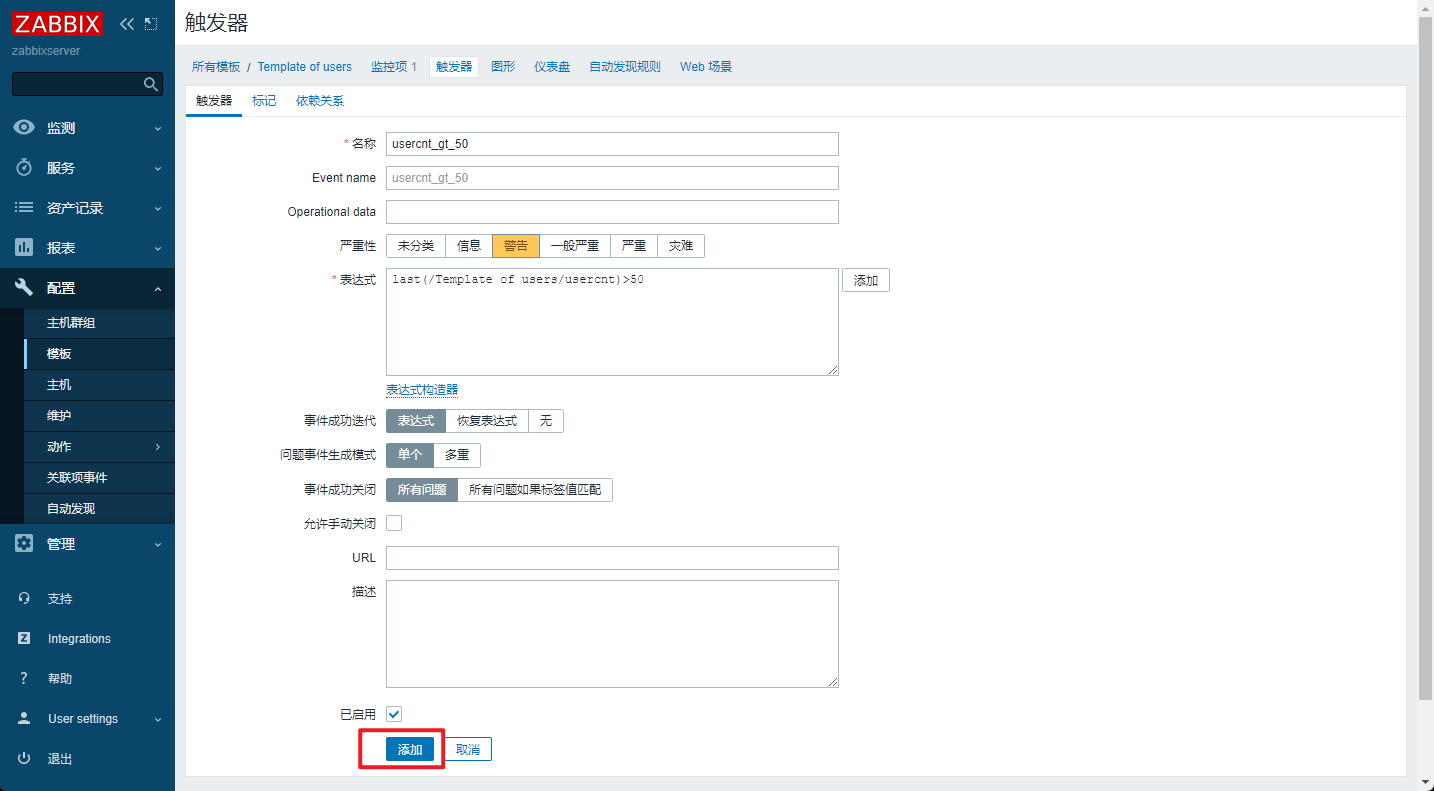 ZABBIX
zabbixserver
监测
服务
资产记录
报表
配置
主机群组
模板
主机
维护
动作
关联项事件
自动发现
管理
支持
Integrations
帮助
User settings
退出
触发器
所有模板 / Template of users 监控项 1 触发器 图形 仪表盘 自动发现规则 Web 场景
触发器 标记 依赖关系
* 名称 usercnt_gt_50
Event name usercnt_gt_50
Operational data
严重性 未分类 信息 警告 一般严重 严重 灾难
* 表达式 last(/Template of users/usercnt)>50 添加
表达式构造器
事件成功迭代 表达式 恢复表达式 无
问题事件生成模式 单个 多重
事件成功关闭 所有问题 所有问题如果标签值匹配
允许手动关闭
URL
描述
已启用
添加 取消